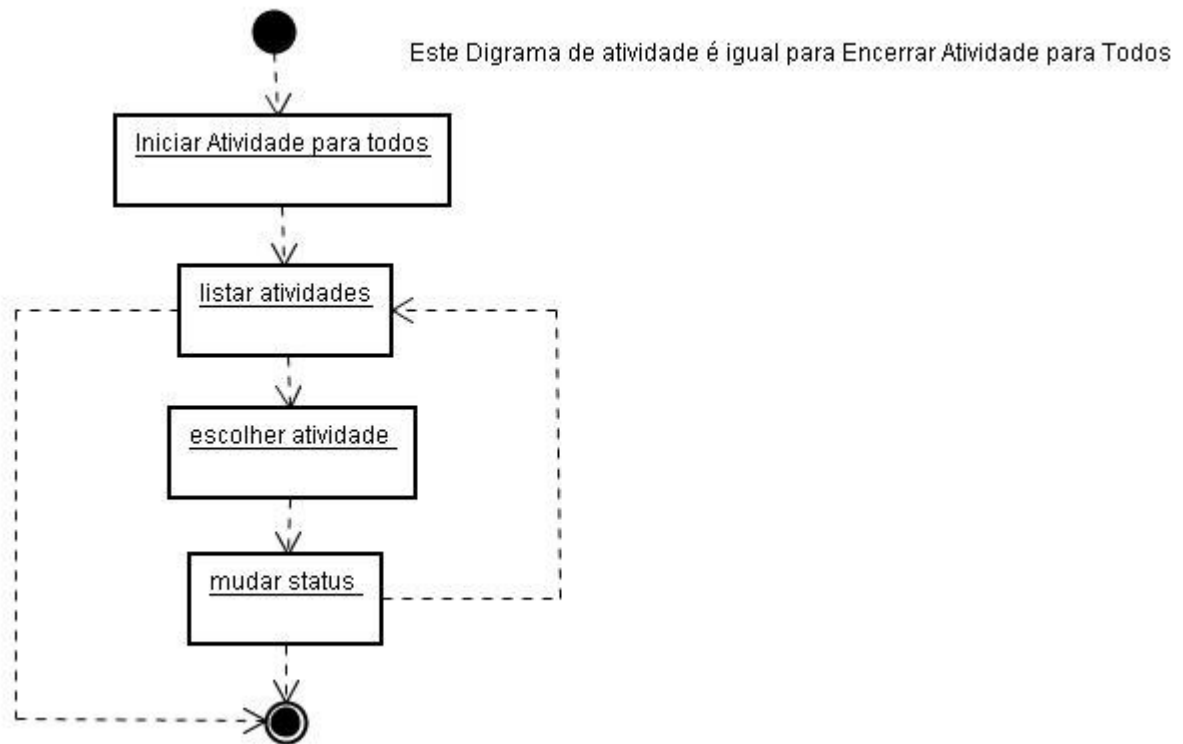 Este Digrama de atividade é igual para Encerrar Atividade para Todos
Iniciar Atividade para todos
listar atividades
escolher atividade
mudar status